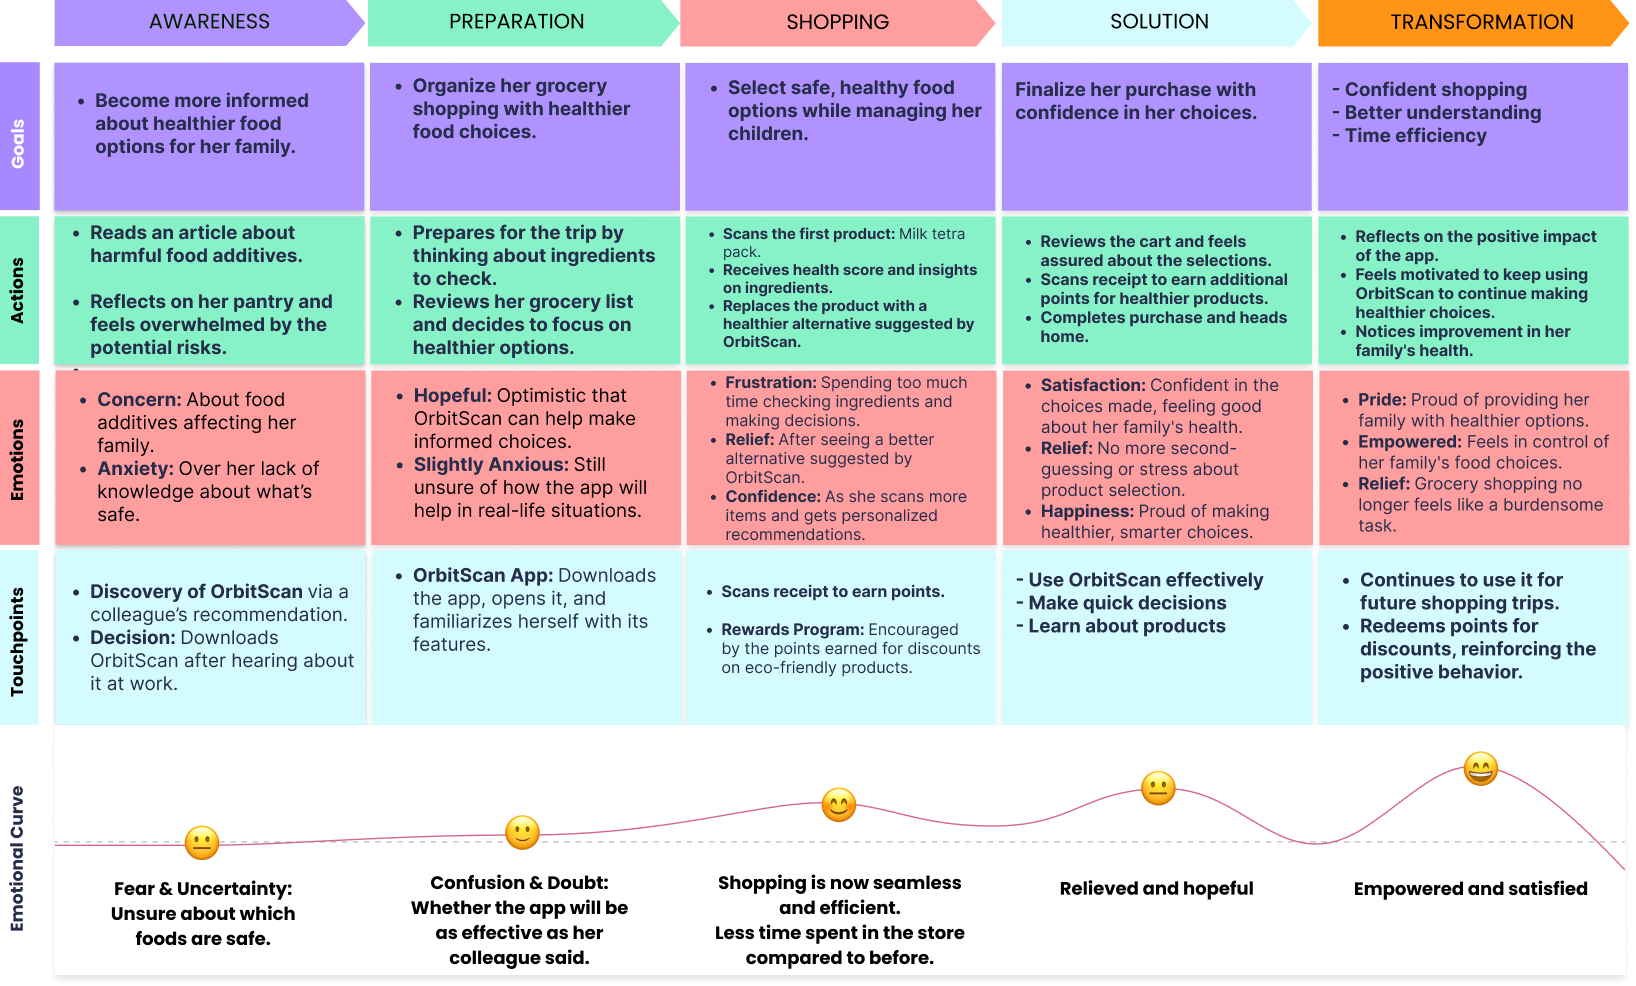 AWARENESS
PREPARATION
SHOPPING
SOLUTION
TRANSFORMATION
Goals
• Become more informed
about healthier food
options for her family.
• Organize her grocery
shopping with healthier
food choices.
• Select safe, healthy food
options while managing her
children.
Finalize her purchase with
confidence in her choices.
- Confident shopping
- Better understanding
- Time efficiency
Actions
• Reads an article about
harmful food additives.
• Reflects on her pantry and
feels overwhelmed by the
potential risks.
•
• Prepares for the trip by
thinking about ingredients
to check.
• Reviews her grocery list
and decides to focus on
healthier options.
• Scans the first product: Milk tetra
pack.
• Receives health score and insights
on ingredients.
• Replaces the product with a
healthier alternative suggested by
OrbitScan.
• Reviews the cart and feels
assured about the selections.
• Scans receipt to earn additional
points for healthier products.
• Completes purchase and heads
home.
• Reflects on the positive impact
of the app.
• Feels motivated to keep using
OrbitScan to continue making
healthier choices.
• Notices improvement in her
family's health.
Emotions
• Concern: About food
additives affecting her
family.
• Anxiety: Over her lack of
knowledge about what's
safe.
• Hopeful: Optimistic that
OrbitScan can help make
informed choices.
• Slightly Anxious: Still
unsure of how the app will
help in real-life situations.
• Frustration: Spending too much
time checking ingredients and
making decisions.
• Relief: After seeing a better
alternative suggested by
OrbitScan.
• Confidence: As she scans more
items and gets personalized
recommendations.
• Satisfaction: Confident in the
choices made, feeling good
about her family's health.
• Relief: No more second-
guessing or stress about
product selection.
• Happiness: Proud of making
healthier, smarter choices.
• Pride: Proud of providing her
family with healthier options.
• Empowered: Feels in control of
her family's food choices.
• Relief: Grocery shopping no
longer feels like a burdensome
task.
Touchpoints
• Discovery of OrbitScan via a
colleague's recommendation.
• Decision: Downloads
OrbitScan after hearing about
it at work.
• OrbitScan App: Downloads
the app, opens it, and
familiarizes herself with its
features.
• Scans receipt to earn points.
• Rewards Program: Encouraged
by the points earned for discounts
on eco-friendly products.
- Use OrbitScan effectively
- Make quick decisions
- Learn about products
• Continues to use it for
future shopping trips.
• Redeems points for
discounts, reinforcing the
positive behavior.
Emotional Curve
Fear & Uncertainty:
Unsure about which
foods are safe.
Confusion & Doubt:
Whether the app will be
as effective as her
colleague said.
Shopping is now seamless
and efficient.
Less time spent in the store
compared to before.
Relieved and hopeful
Empowered and satisfied